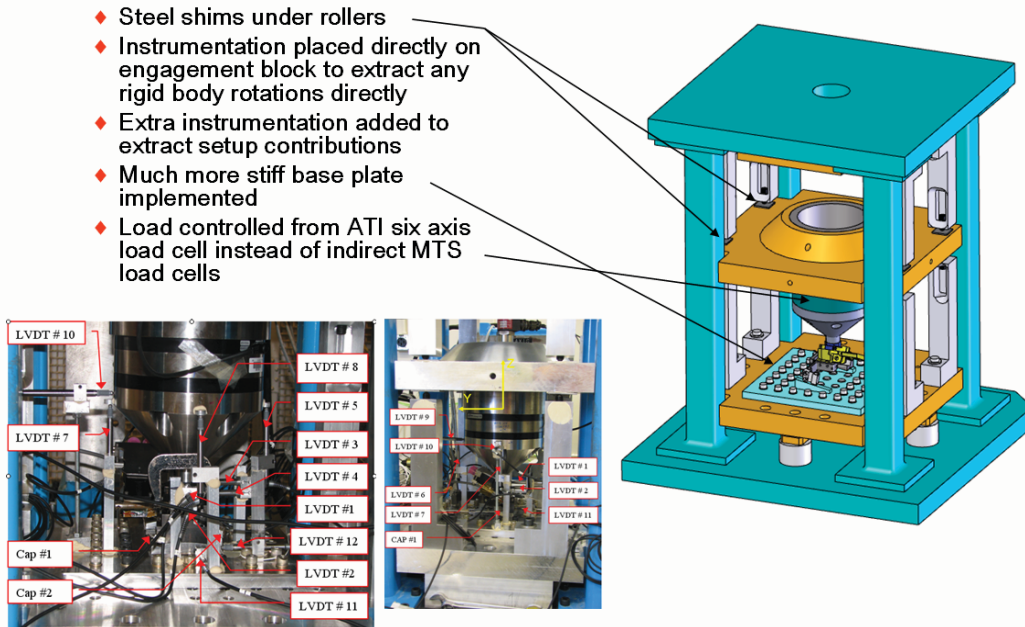 Steel shims under rollers
Instrumentation placed directly on
engagement block to extract any
rigid body rotations directly
Extra instrumentation added to
extract setup contributions
Much more stiff base plate
implemented
Load controlled from ATI six axis
load cell instead of indirect MTS
load cells
LVDT # 10
LVDT # 7
Cap #1
Cap #2
LVDT # 8
LVDT # 5
LVDT # 3
LVDT # 4
LVDT #1
LVDT # 12
LVDT #2
LVDT # 11
Z
Y
LVDT # 9
LVDT # 10
LVDT # 6
LVDT # 7
CAP #1
LVDT # 1
LVDT # 2
LVDT #11